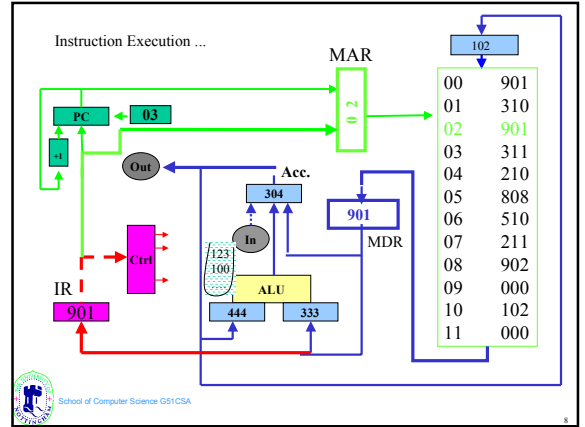 Instruction Execution ...
MAR
102
PC
03
0 2
+1
Out
Acc.
304
In
901
MDR
123
100
ALU
444
333
IR
Ctrl
901
00 901
01 310
02 901
03 311
04 210
05 808
06 510
07 211
08 902
09 000
10 102
11 000
School of Computer Science G51CSA
8